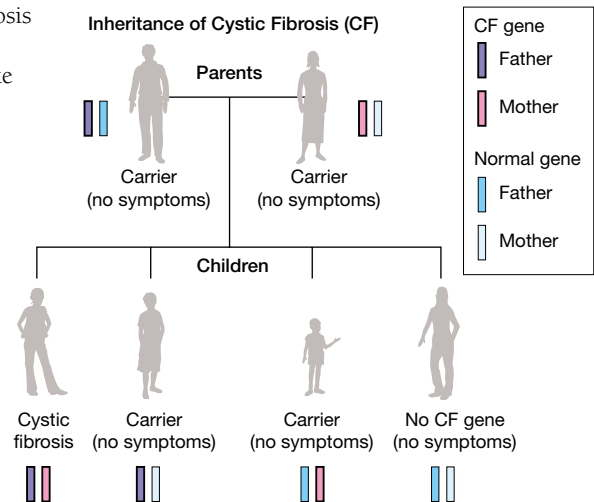 osis
Inheritance of Cystic Fibrosis (CF)
Parents
Carrier
(no symptoms)
Carrier
(no symptoms)
Children
Cystic
fibrosis
Carrier
(no symptoms)
Carrier
(no symptoms)
No CF gene
(no symptoms)
CF gene
Father
Mother
Normal gene
Father
Mother